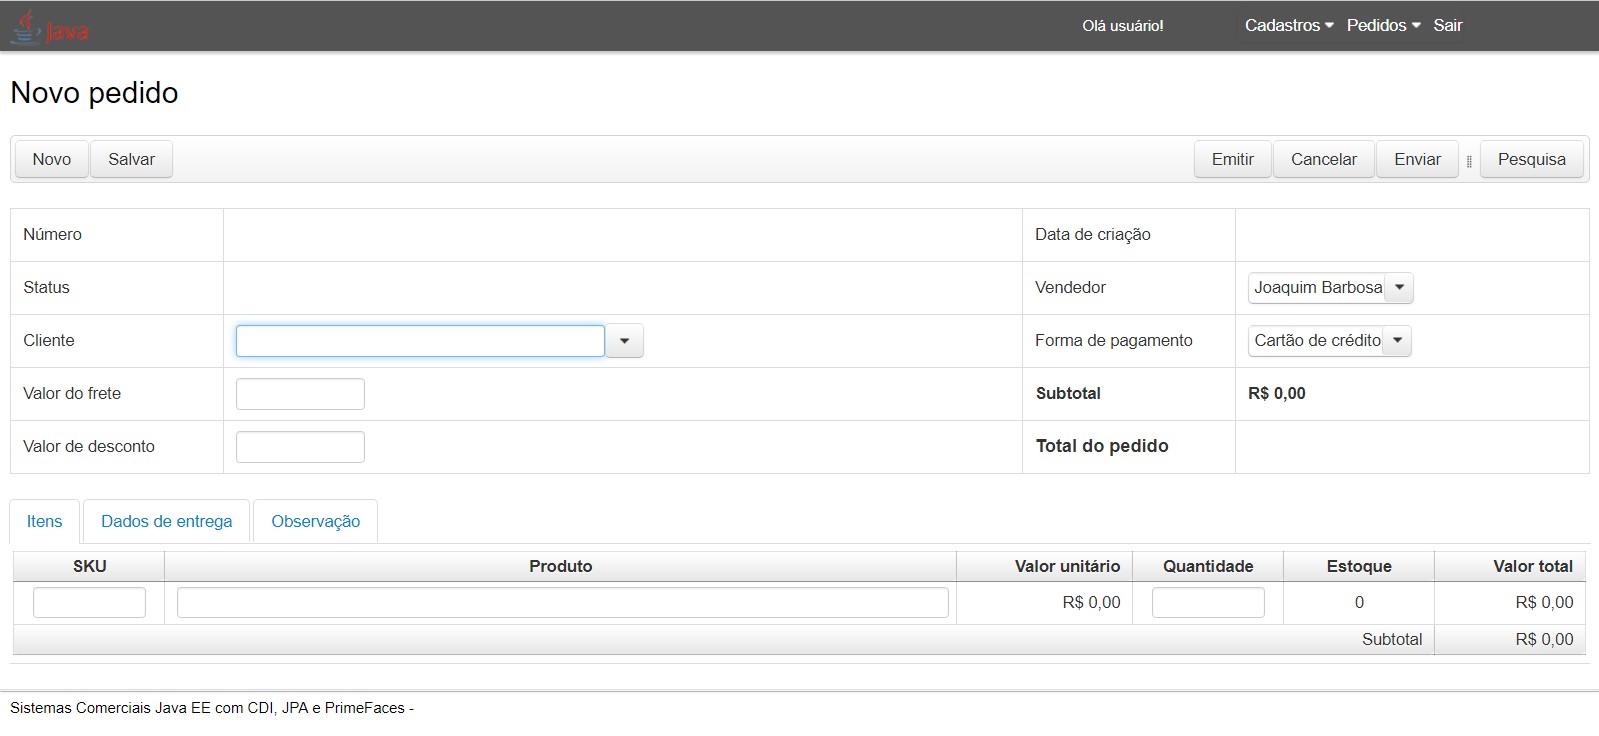 Java Olá usuário! Cadastros Pedidos Sair
Novo pedido
Novo Salvar Emitir Cancelar Enviar Pesquisa
Número Data de criação
Status Vendedor Joaquim Barbosa
Cliente Forma de pagamento Cartão de crédito
Valor do frete Subtotal R$ 0,00
Valor de desconto Total do pedido
Itens Dados de entrega Observação
SKU Produto Valor unitário Quantidade Estoque Valor total
R$ 0,00 0 R$ 0,00
Subtotal R$ 0,00
Sistemas Comerciais Java EE com CDI, JPA e PrimeFaces -